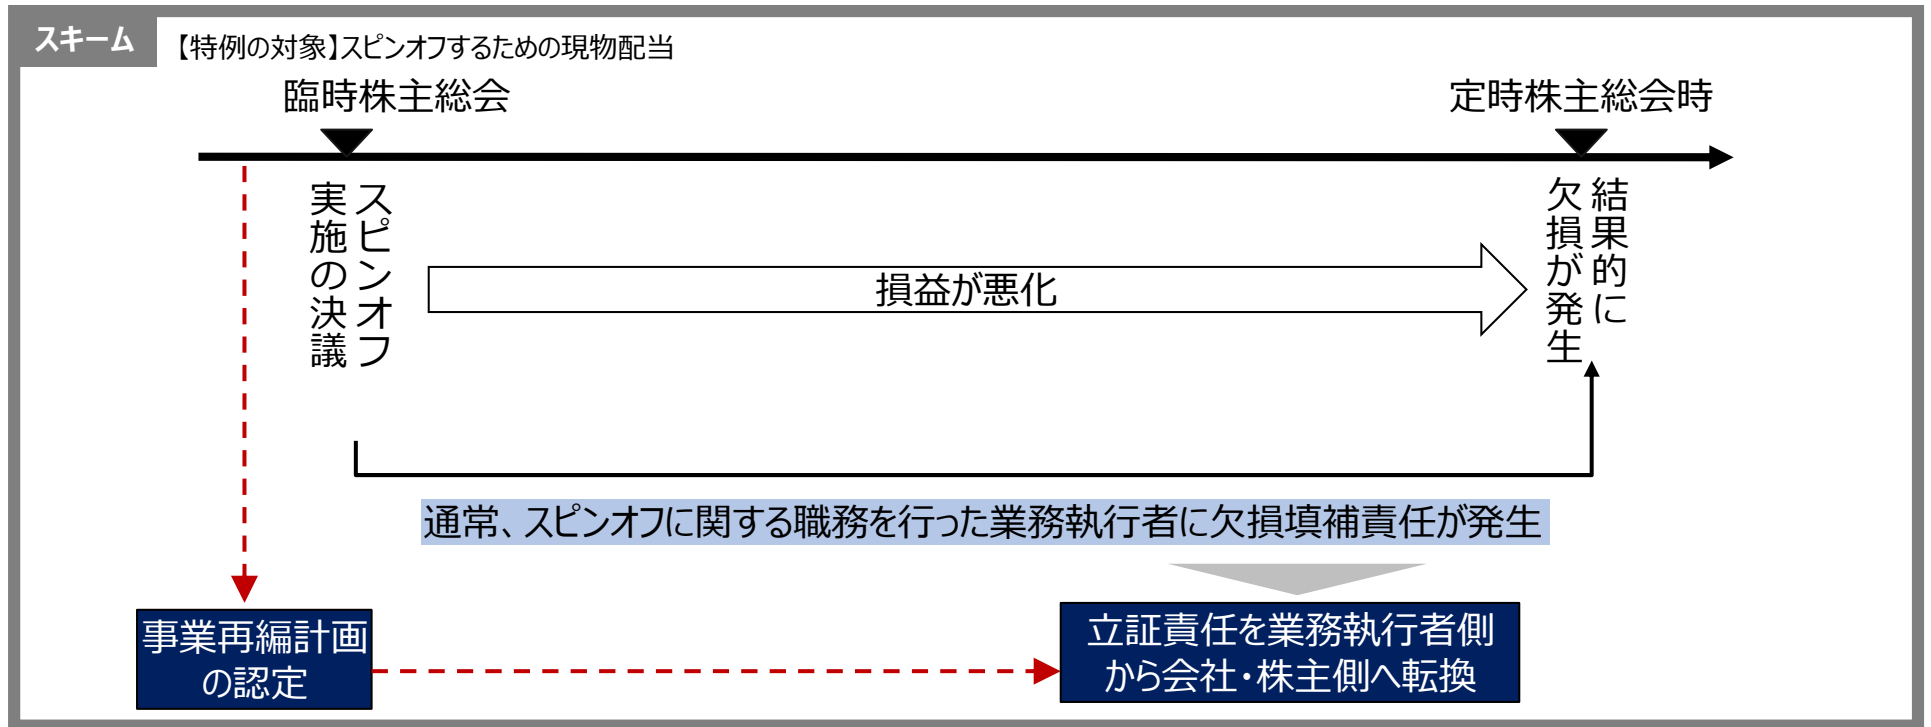 スキーム
【特例の対象】スピンオフするための現物配当
臨時株主総会
定時株主総会時
スピンオフ
実施の決議
損益が悪化
結果的に
欠損が発生
通常、スピンオフに関する職務を行った業務執行者に欠損填補責任が発生
事業再編計画
の認定
立証責任を業務執行者側
から会社・株主側へ転換